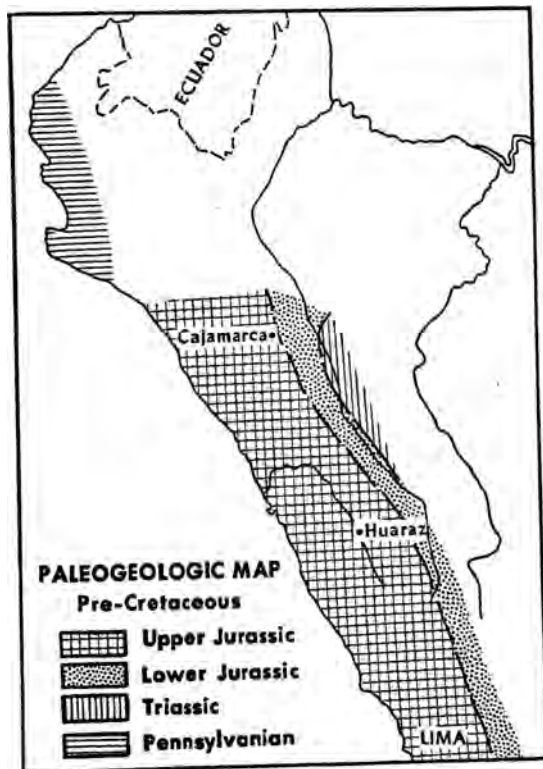 ECUADOR
Cajamarca
Huaraz
PALEOGEOLOGIC MAP
Pre-Cretaceous
Upper Jurassic
Lower Jurassic
Triassic
Pennsylvanian
LIMA